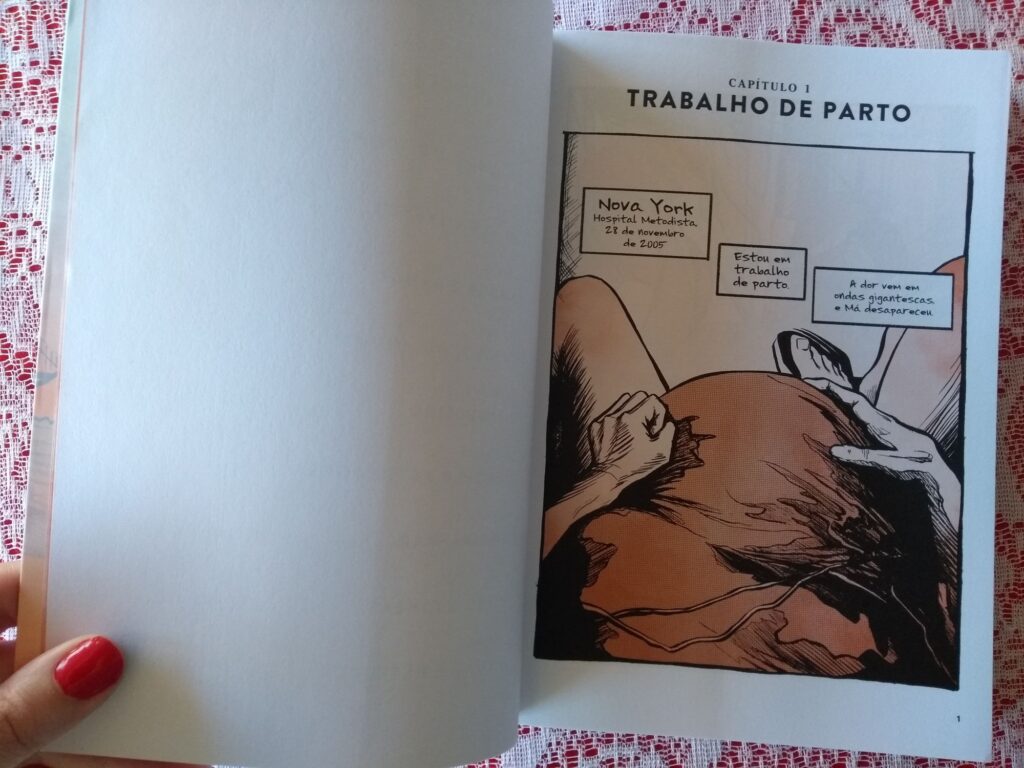 CAPÍTULO 1
TRABALHO DE PARTO
Nova York
Hospital Metodista.
28 de novembro
de 2005
Estou em
trabalho
de parto.
A dor vem em
ondas gigantescas,
e Má desapareceu.
1